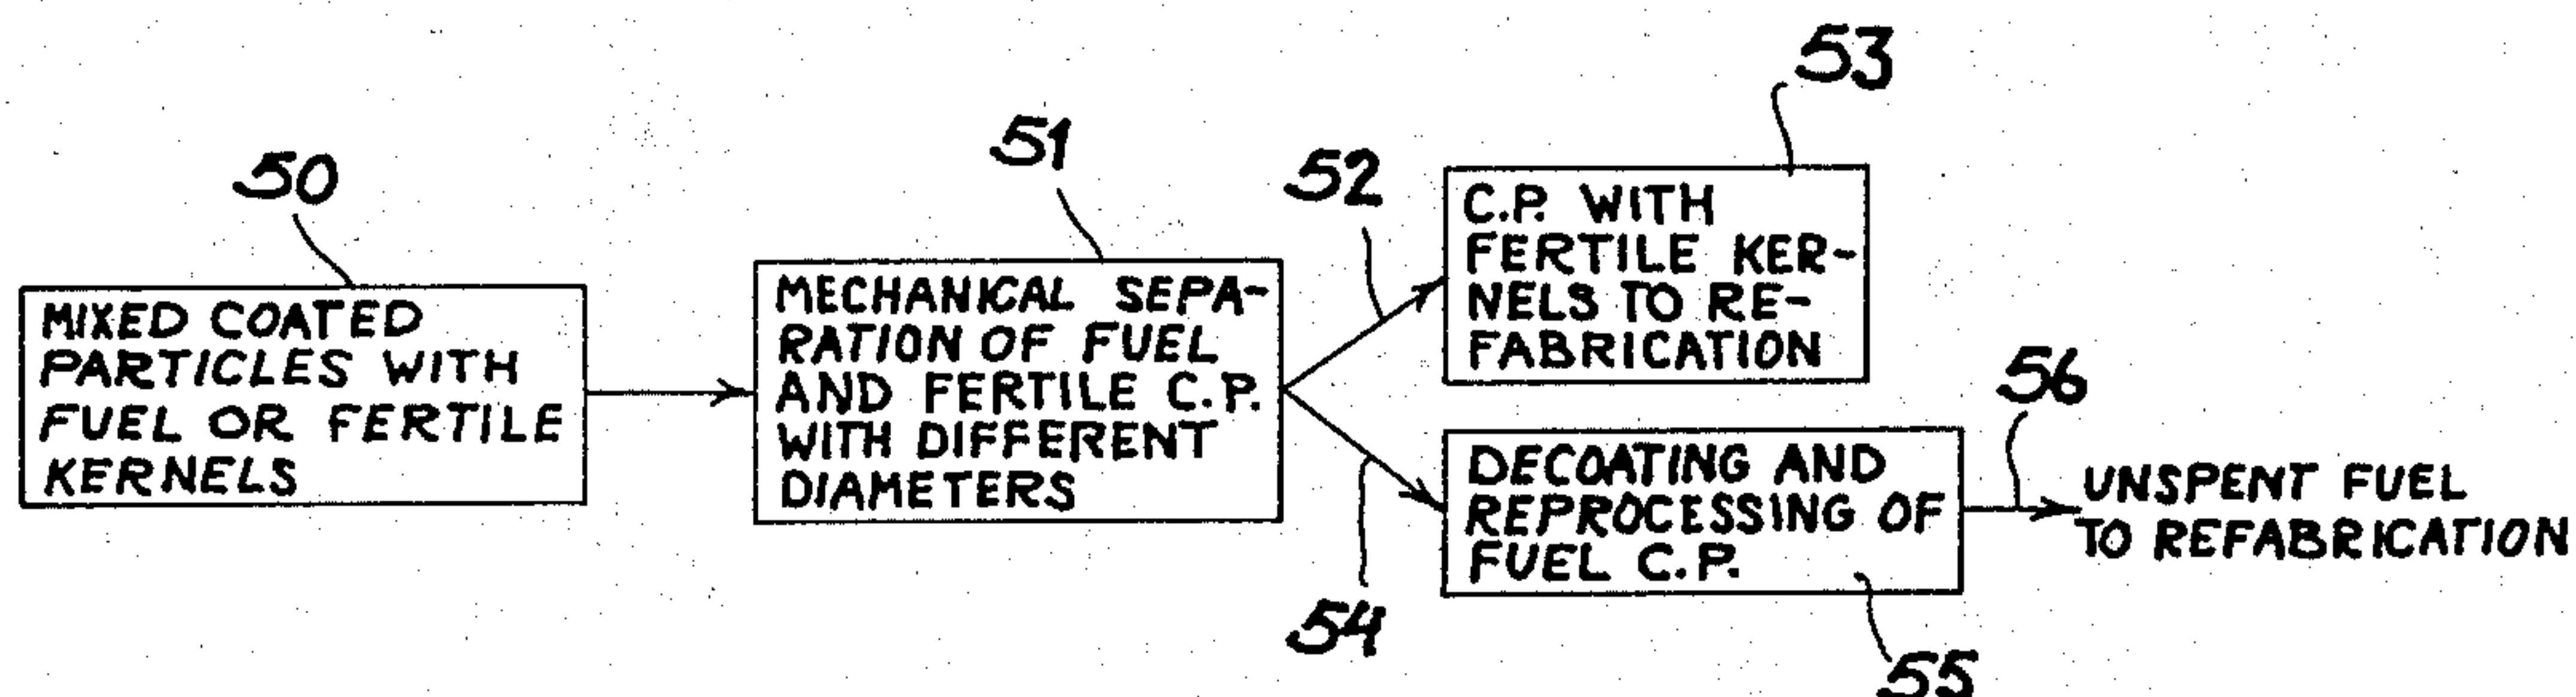 50
MIXED COATED
PARTICLES WITH
FUEL OR FERTILE
KERNELS
51
MECHANICAL SEPA-
RATION OF FUEL
AND FERTILE C.P.
WITH DIFFERENT
DIAMETERS
52
53
C.P. WITH
FERTILE KER-
NELS TO RE-
FABRICATION
54
DECOATING AND
REPROCESSING OF
FUEL C.P.
55
56
UNSPENT FUEL
TO REFABRICATION